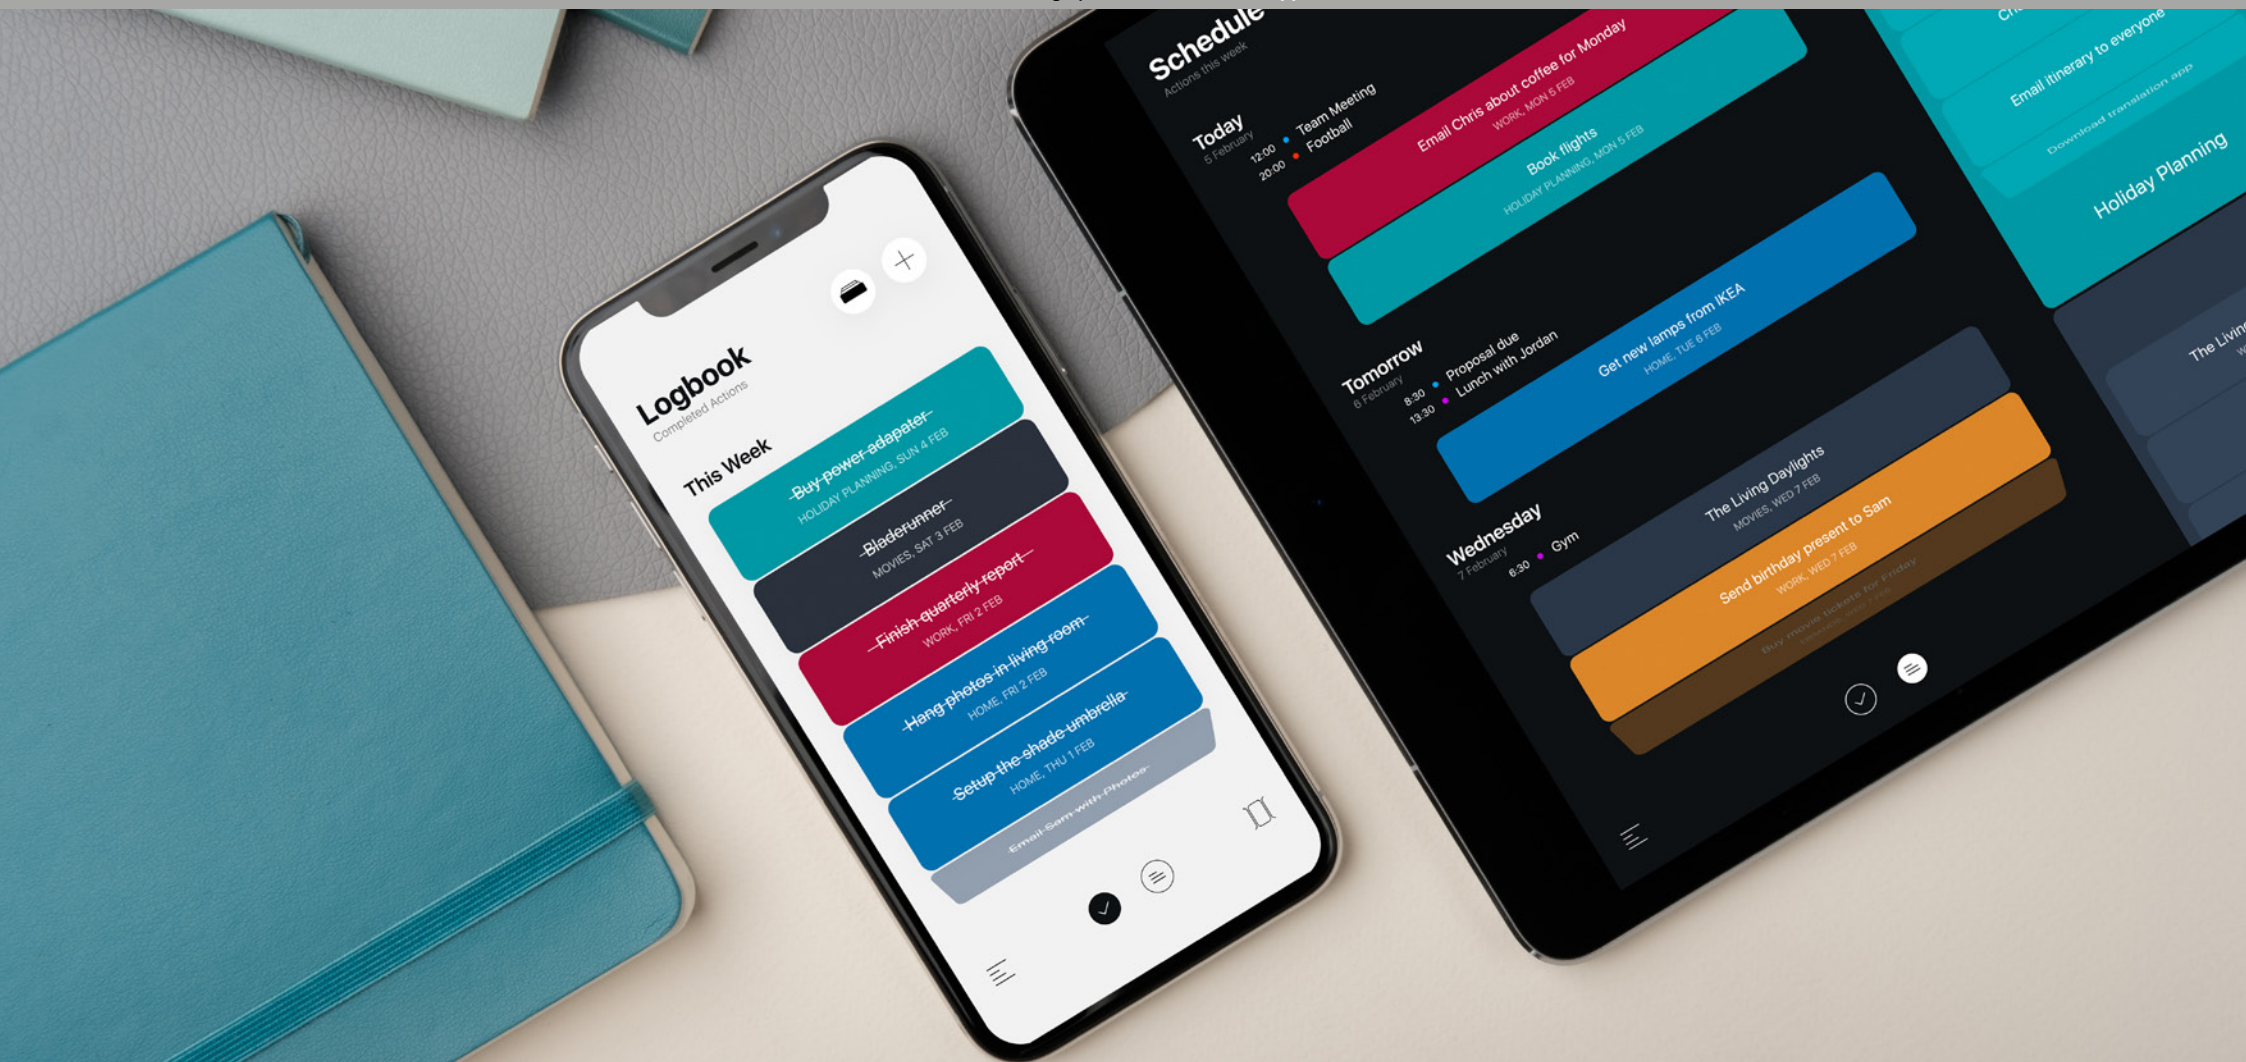 Logbook
Completed Actions
This Week
Buy power adapater
HOLIDAY PLANNING, SUN 4 FEB
Bladerunner
MOVIES, SAT 3 FEB
Finish quarterly report
WORK, FRI 2 FEB
Hang photos in living room
HOME, FRI 2 FEB
Setup the shade umbrella
HOME, THU 1 FEB
Email Sam with Photos
Schedule
Actions this week
Today
5 February
12:00 Team Meeting
20:00 Football
Email Chris about coffee for Monday
WORK, MON 5 FEB
Book flights
HOLIDAY PLANNING, MON 5 FEB
Tomorrow
6 February
8:30 Proposal due
13:30 Lunch with Jordan
Get new lamps from IKEA
HOME, TUE 6 FEB
Wednesday
7 February
6:30 Gym
The Living Daylights
MOVIES, WED 7 FEB
Send birthday present to Sam
WORK, WED 7 FEB
Buy movie tickets for Friday
Email itinerary to everyone
Download translation app
Holiday Planning
The